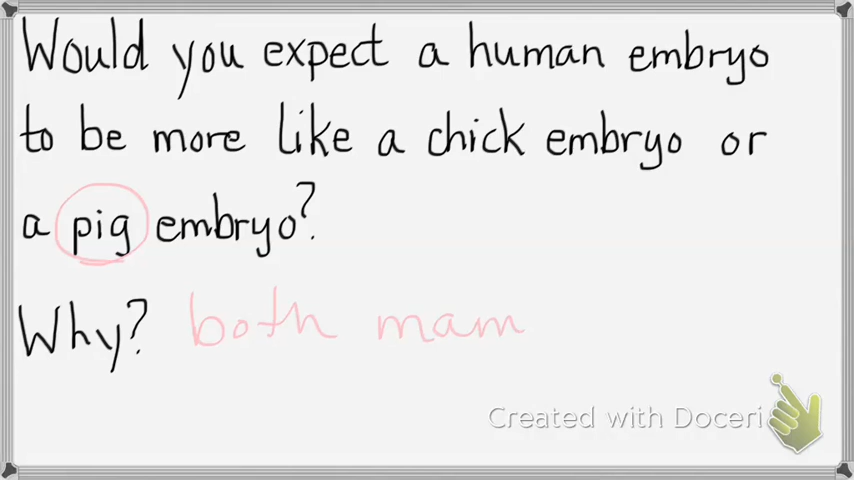 Would you expect a human embryo
to be more like a chick embryo or
a pig embryo?
Why? both mam
Created with Doceri